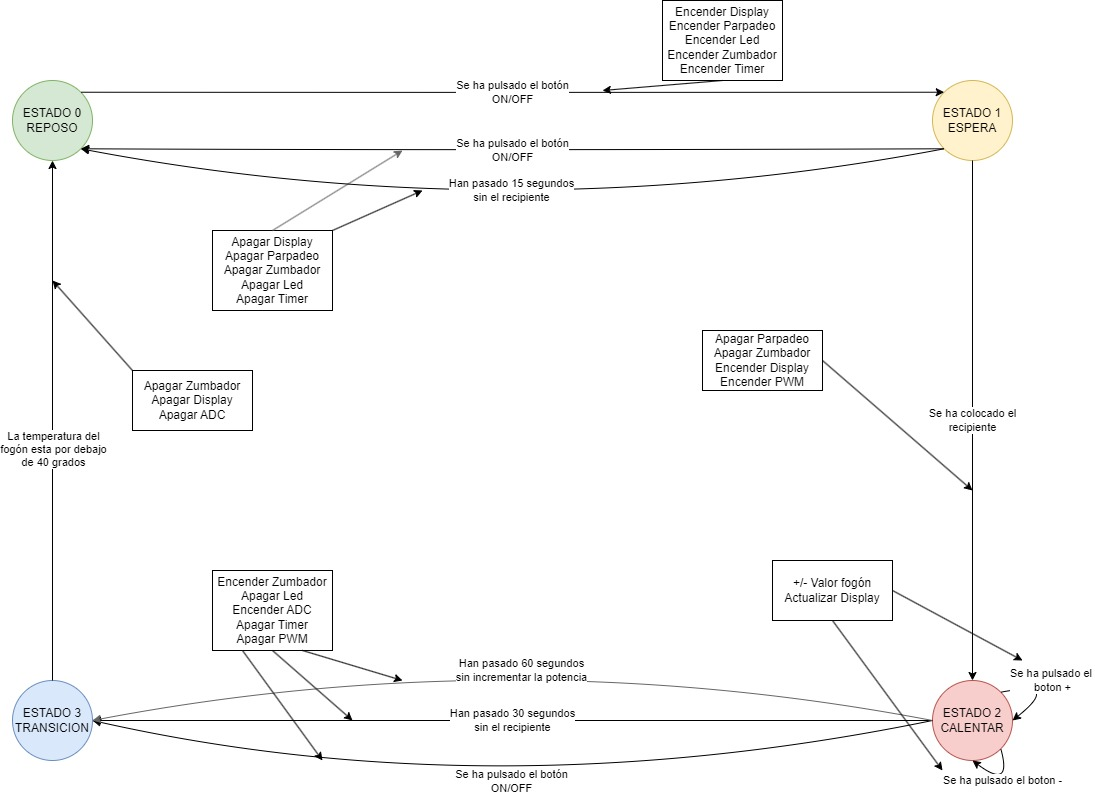 Encender Display
Encender Parpadeo
Encender Led
Encender Zumbador
Encender Timer
Se ha pulsado el botón
ON/OFF
ESTADO 0
REPOSO
ESTADO 1
ESPERA
Se ha pulsado el botón
ON/OFF
Han pasado 15 segundos
sin el recipiente
Apagar Display
Apagar Parpadeo
Apagar Zumbador
Apagar Led
Apagar Timer
Apagar Parpadeo
Apagar Zumbador
Encender Display
Encender PWM
Apagar Zumbador
Apagar Display
Apagar ADC
Se ha colocado el
recipiente
La temperatura del
fogón esta por debajo
de 40 grados
Encender Zumbador
Apagar Led
Encender ADC
Apagar Timer
Apagar PWM
+/- Valor fogón
Actualizar Display
Han pasado 60 segundos
sin incrementar la potencia
Se ha pulsado el
boton +
ESTADO 3
TRANSICION
Han pasado 30 segundos
sin el recipiente
ESTADO 2
CALENTAR
Se ha pulsado el botón
ON/OFF
Se ha pulsado el boton -